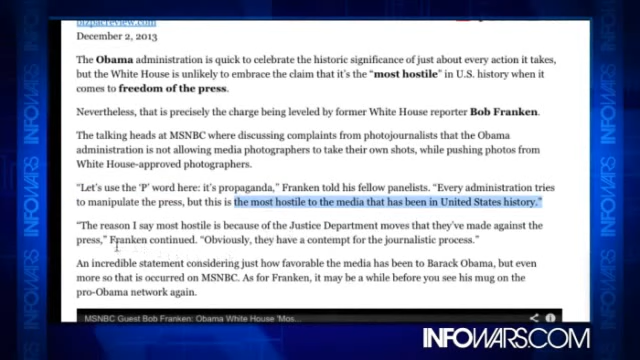 bizpacreview.com
December 2, 2013
The Obama administration is quick to celebrate the historic significance of just about every action it takes,
but the White House is unlikely to embrace the claim that it's the "most hostile" in U.S. history when it
comes to freedom of the press.
Nevertheless, that is precisely the charge being leveled by former White House reporter Bob Franken.
The talking heads at MSNBC where discussing complaints from photojournalists that the Obama
administration is not allowing media photographers to take their own shots, while pushing photos from
White House-approved photographers.
"Let's use the 'P' word here: it's propaganda," Franken told his fellow panelists. "Every administration tries
to manipulate the press, but this is the most hostile to the media that has been in United States history."
"The reason I say most hostile is because of the Justice Department moves that they've made against the
press," Franken continued. "Obviously, they have a contempt for the journalistic process."
An incredible statement considering just how favorable the media has been to Barack Obama, but even
more so that is occurred on MSNBC. As for Franken, it may be a while before you see his mug on the
pro-Obama network again.
MSNBC Guest Bob Franken: Obama White House 'Mos...
INFOWARS.COM
INFOWARS
INFOWARS
INFOWARS
INFOWARS